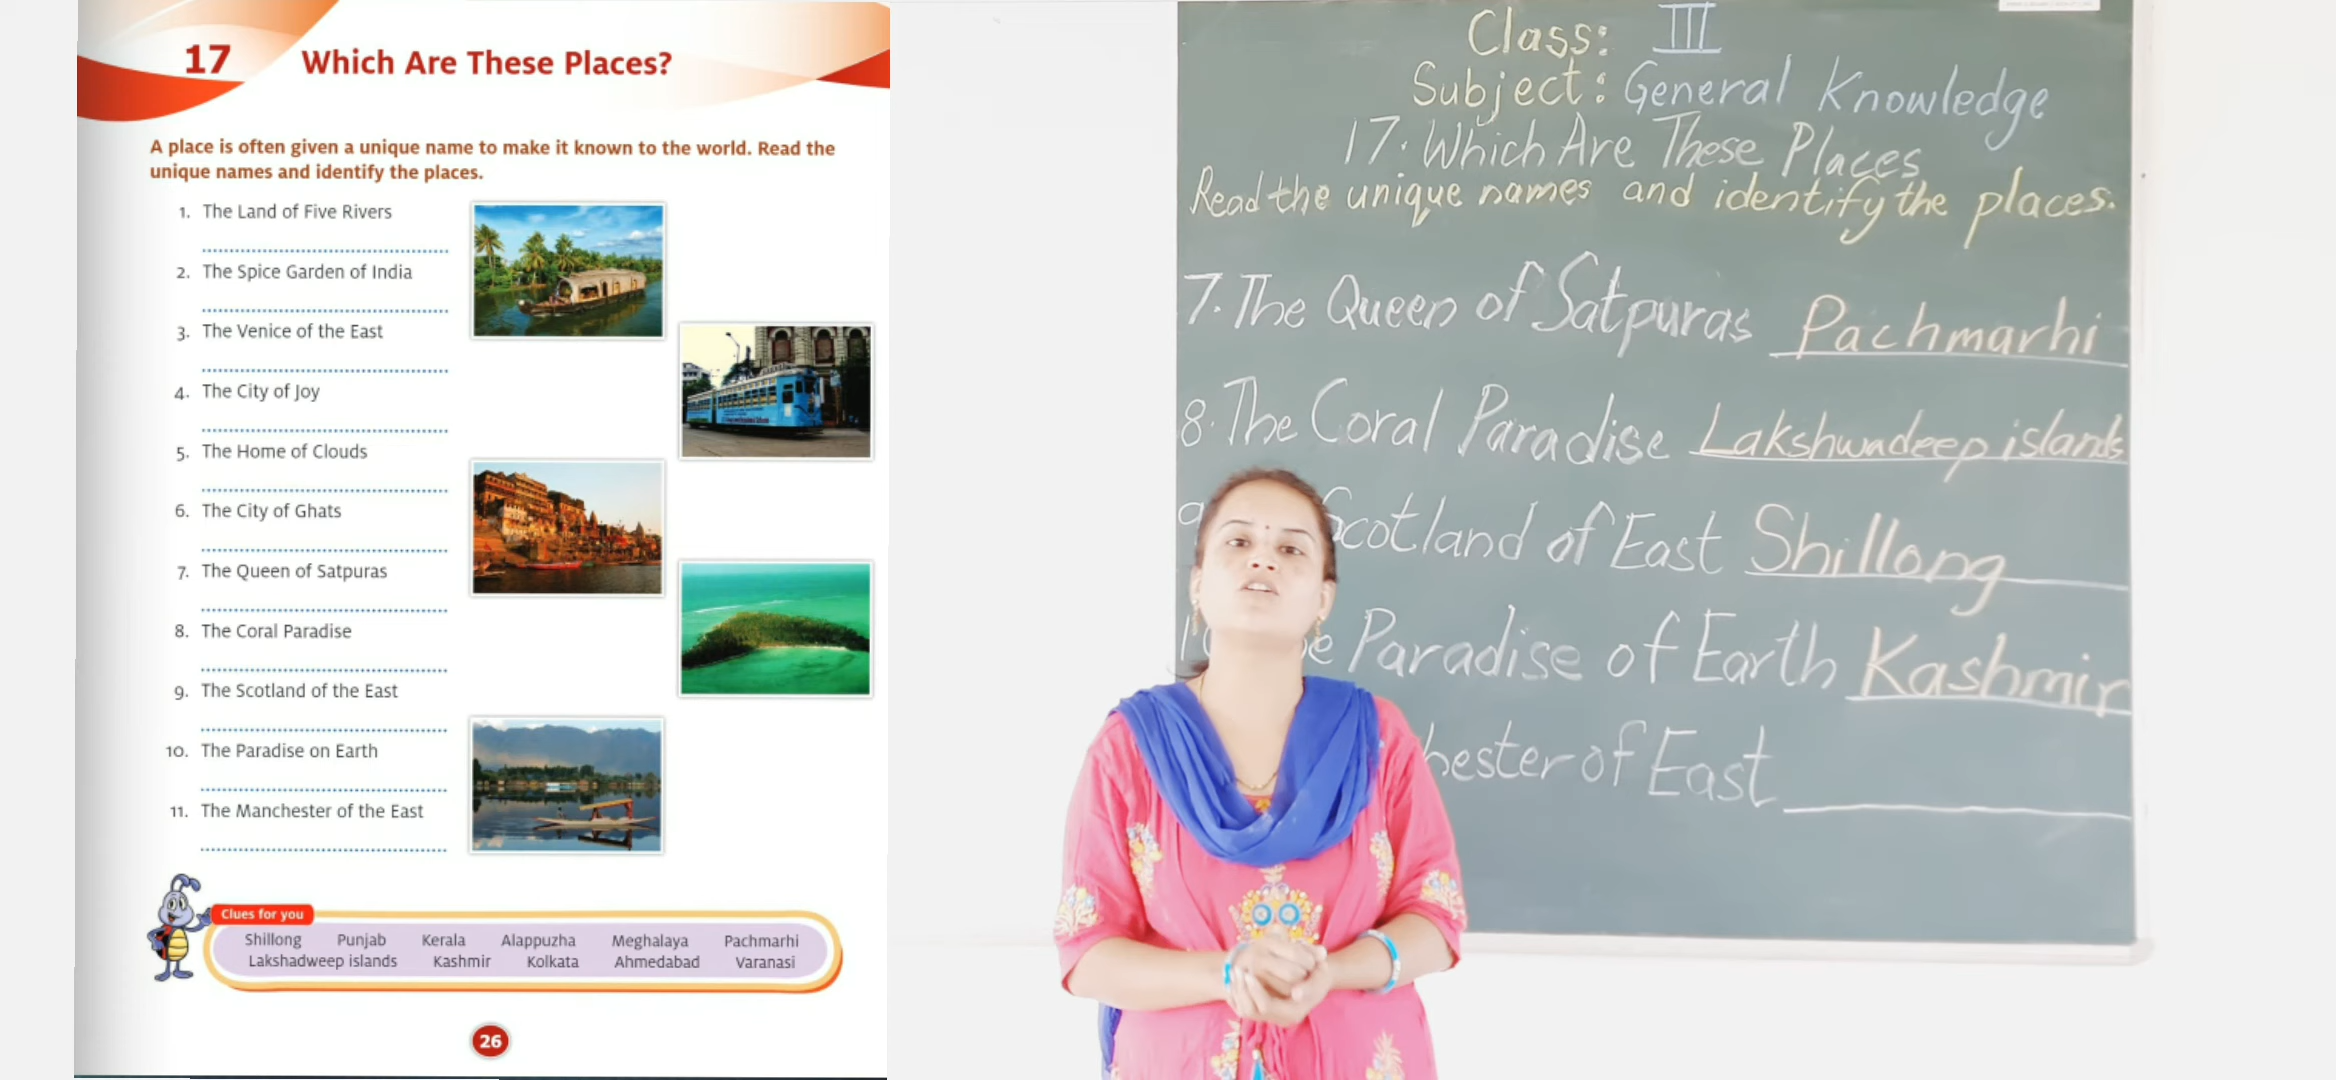 17 Which Are These Places?
A place is often given a unique name to make it known to the world. Read the
unique names and identify the places.
1. The Land of Five Rivers
2. The Spice Garden of India
3. The Venice of the East
4. The City of Joy
5. The Home of Clouds
6. The City of Ghats
7. The Queen of Satpuras
8. The Coral Paradise
9. The Scotland of the East
10. The Paradise on Earth
11. The Manchester of the East
Clues for you
Shillong Punjab Kerala Alappuzha Meghalaya Pachmarhi
Lakshadweep islands Kashmir Kolkata Ahmedabad Varanasi
26
Class: III
Subject: General Knowledge
17. Which Are These Places
Read the unique names and identify the places.
7. The Queen of Satpuras Pachmarhi
8. The Coral Paradise Lakshwadeep islands
Scotland of East Shillong
Paradise of Earth Kashmir
of East